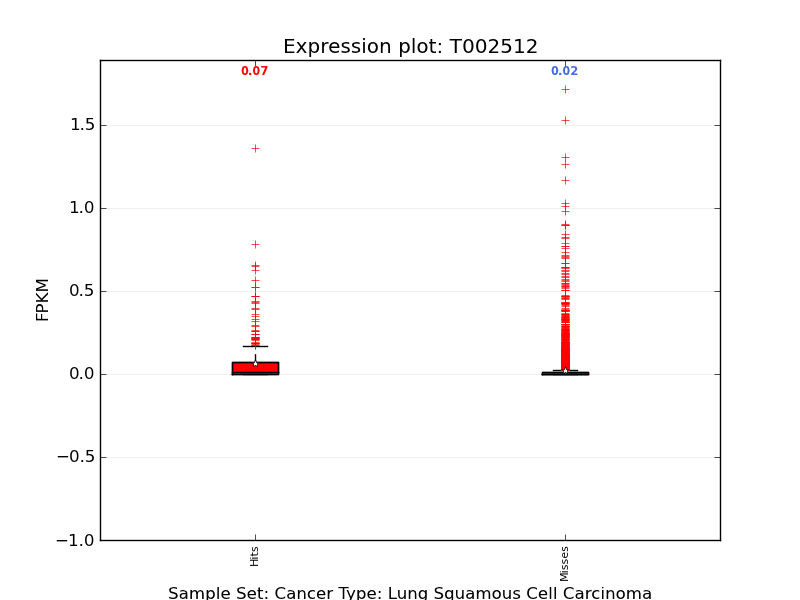 Expression plot: T002512
0.07
0.02
1.5
1.0
0.5
0.0
−0.5
−1.0
FPKM
Hits
Misses
Sample Set: Cancer Type: Lung Squamous Cell Carcinoma